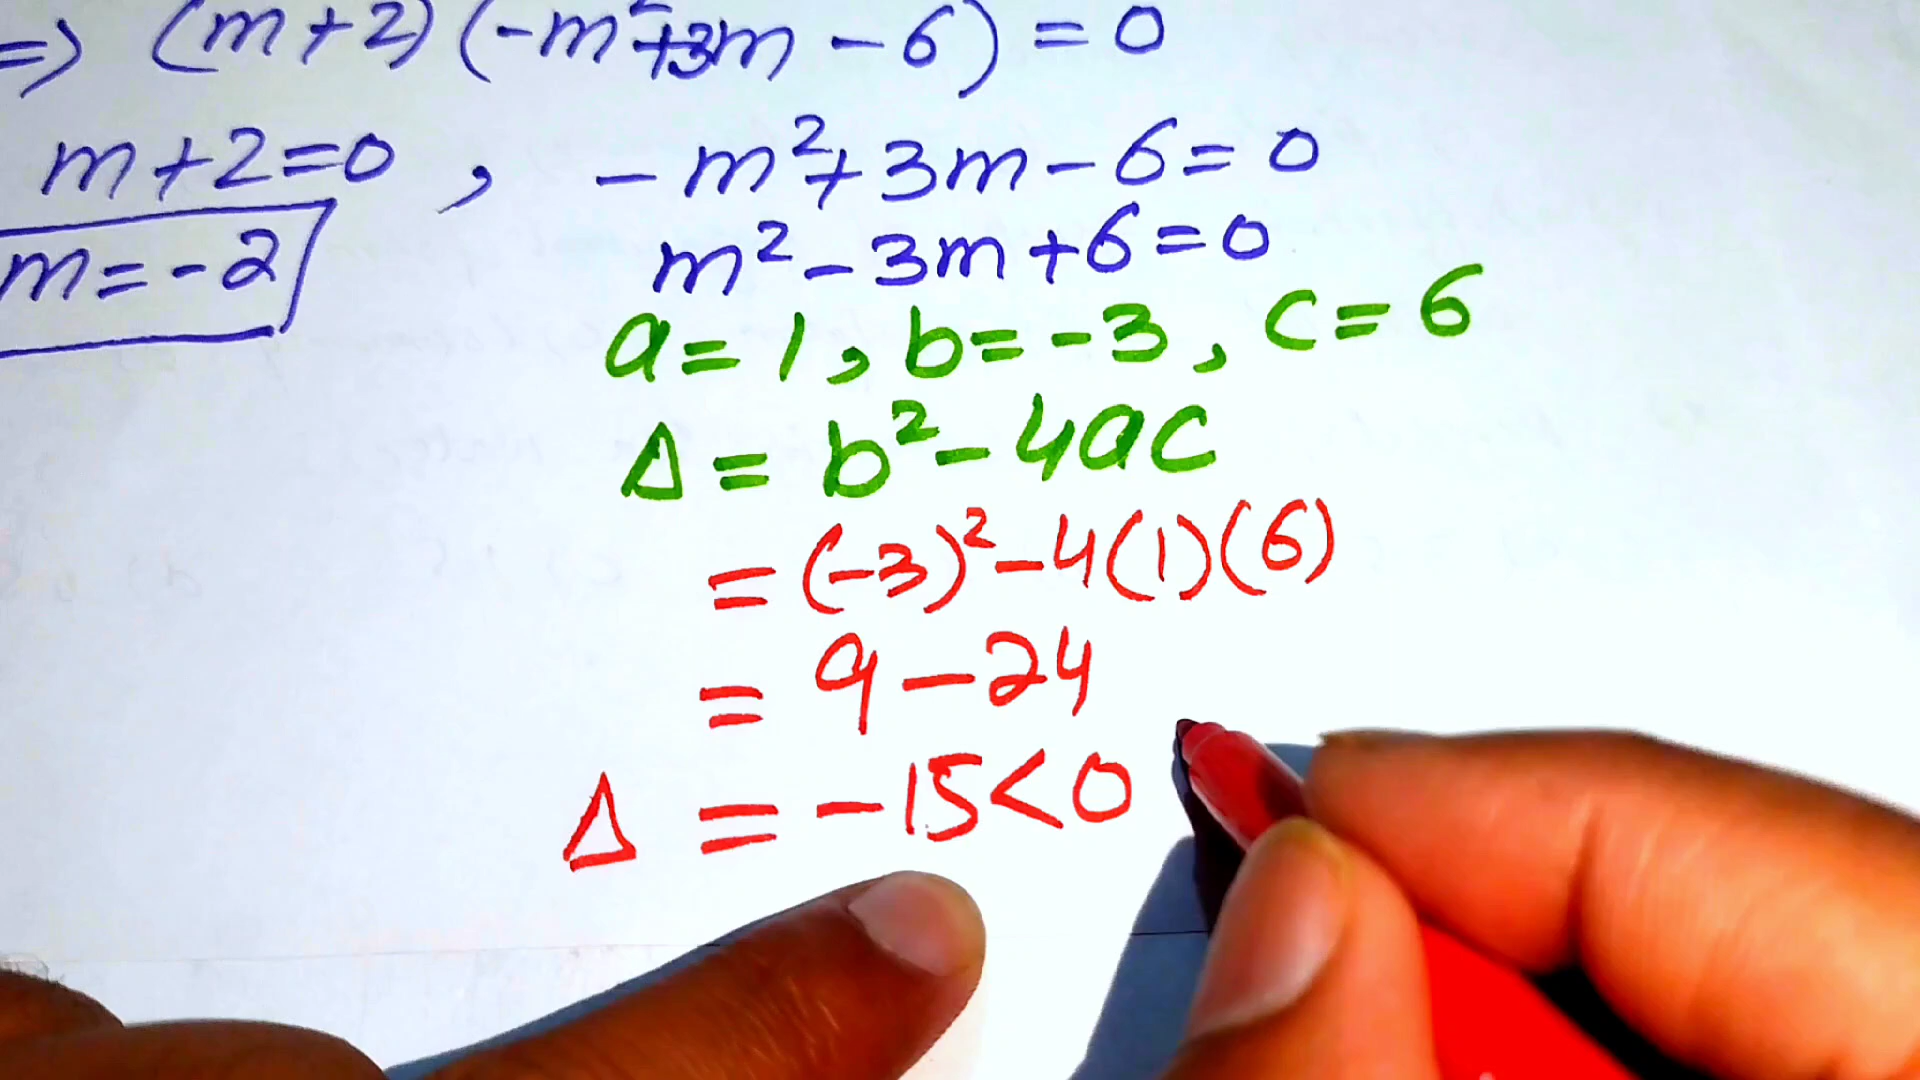 => (m+2) (-m²+3m - 6) = 0
m+2=0 , - m²+3m-6=0
m=-2
m²-3m+6=0
a=1, b=-3, c=6
Δ = b²-4ac
= (-3)²-4(1)(6)
= 9-24
Δ = -15<0